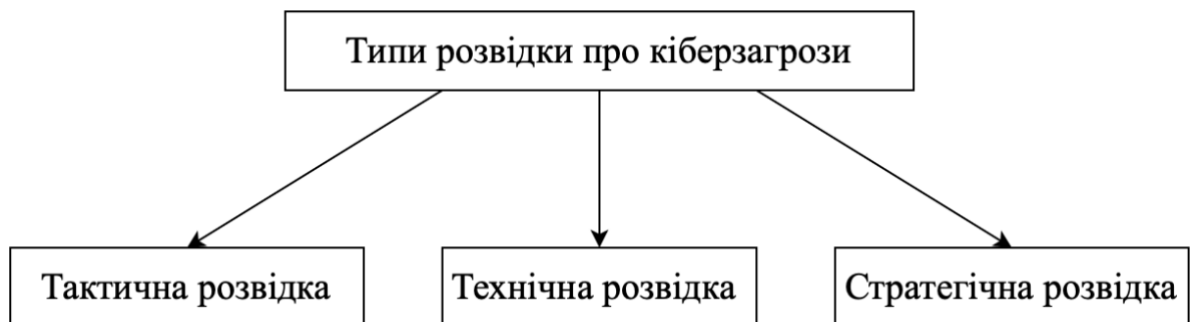 Типи розвідки про кіберзагрози
Тактична розвідка
Технічна розвідка
Стратегічна розвідка